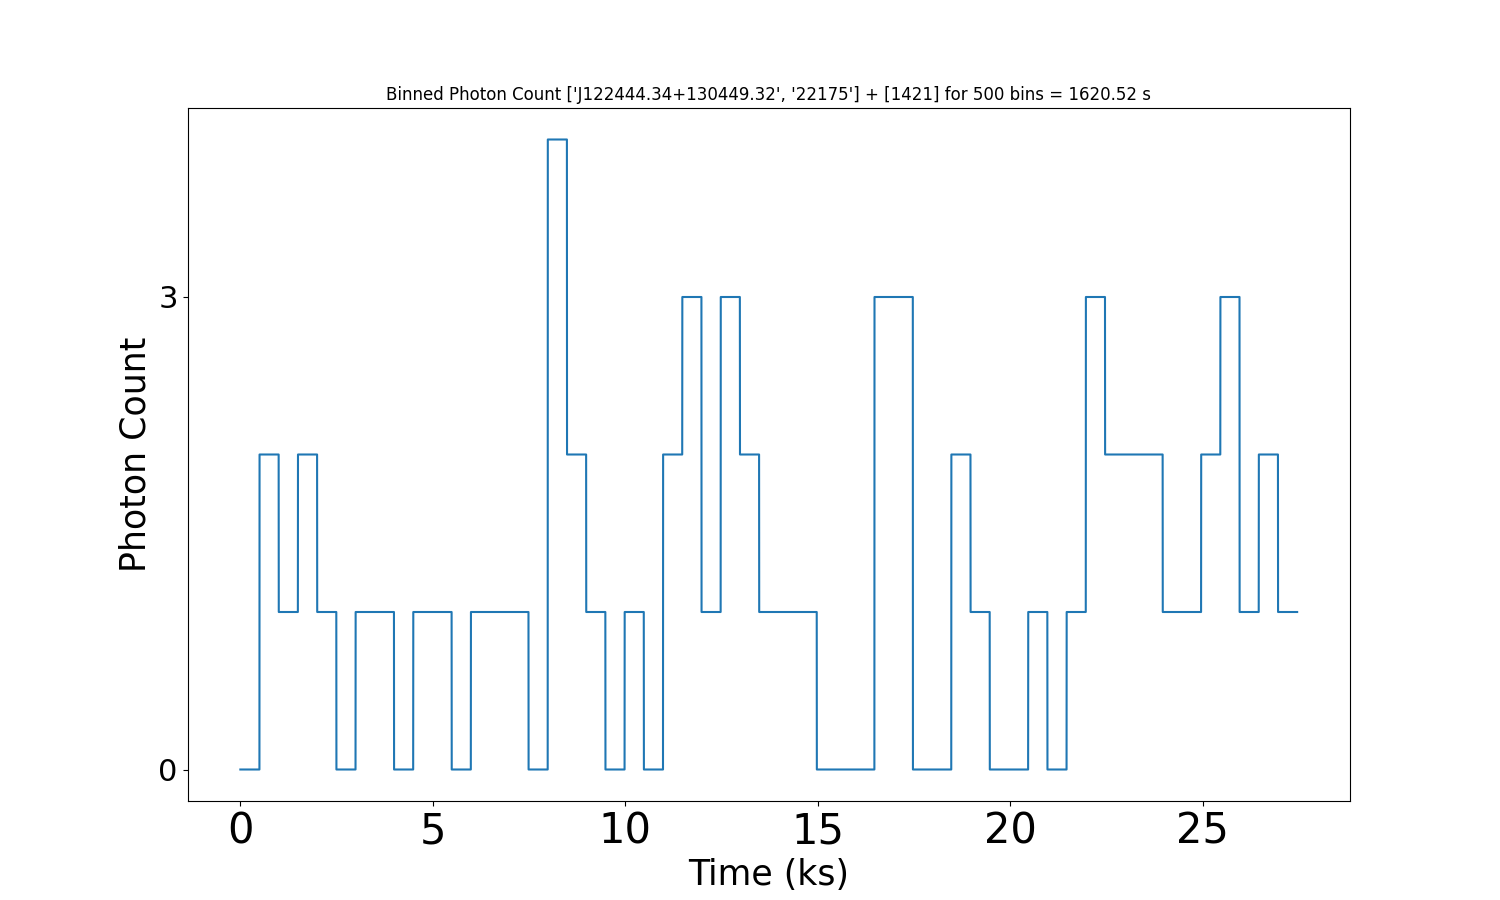 Binned Photon Count ['J122444.34+130449.32', '22175'] + [1421] for 500 bins = 1620.52 s
3
Photon Count
0
0 5 10 15 20 25
Time (ks)